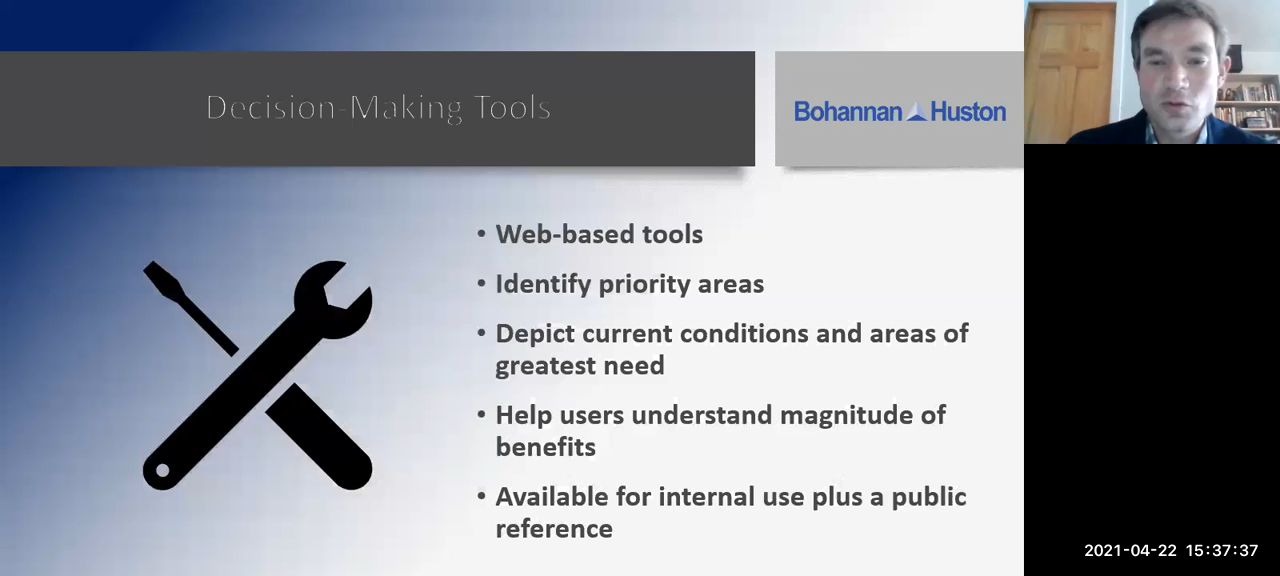 Decision-Making Tools
Bohannan Huston
• Web-based tools
• Identify priority areas
• Depict current conditions and areas of
greatest need
• Help users understand magnitude of
benefits
• Available for internal use plus a public
reference
2021-04-22 15:37:37